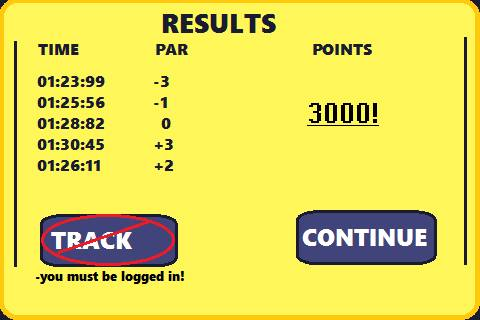 RESULTS
TIME PAR POINTS
01:23:99 -3
01:25:56 -1
3000!
01:28:82 0
01:30:45 +3
01:26:11 +2
TRACK CONTINUE
-you must be logged in!